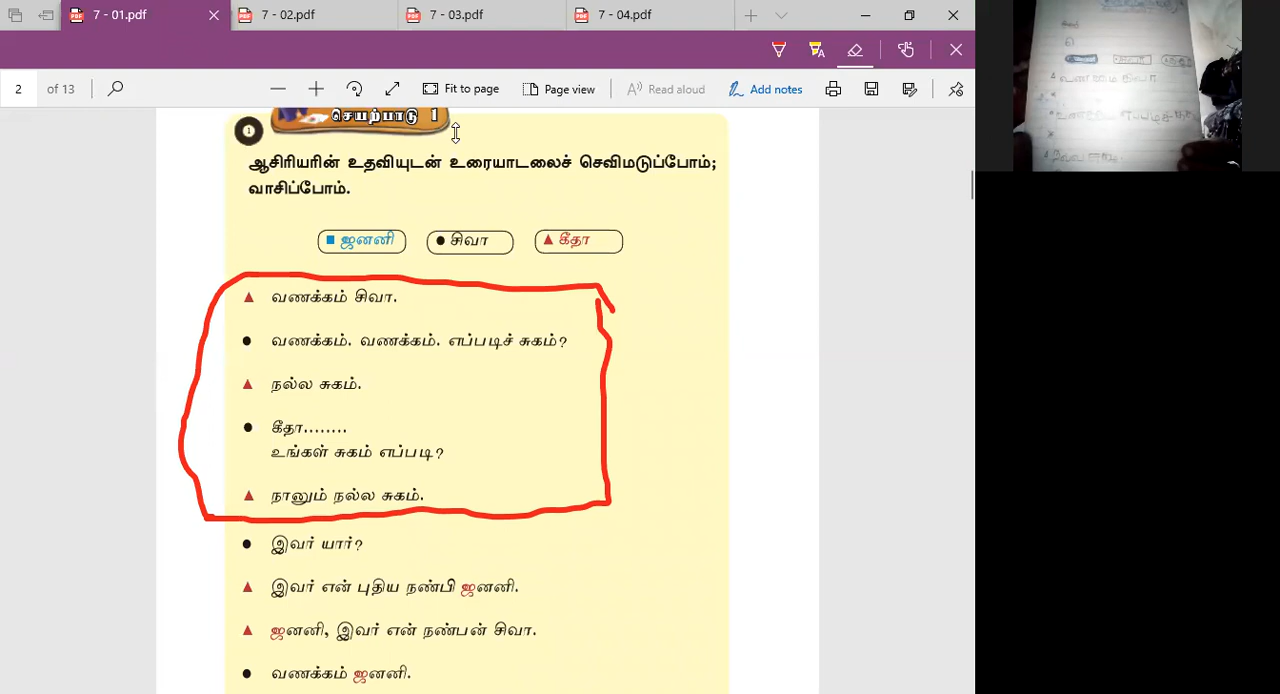 7 - 01.pdf
7 - 02.pdf
7 - 03.pdf
7 - 04.pdf
2 of 13
Fit to page
Page view
Read aloud
Add notes
செயற்பாடு 1
1
ஆசிரியரின் உதவியுடன் உரையாடலைச் செவிமடுப்போம்;
வாசிப்போம்.
ஜனனி சிவா கீதா
வணக்கம் சிவா.
வணக்கம். வணக்கம். எப்படிச் சுகம்?
நல்ல சுகம்.
கீதா........
உங்கள் சுகம் எப்படி?
நானும் நல்ல சுகம்.
இவர் யார்?
இவர் என் புதிய நண்பி ஜனனி.
ஜனனி, இவர் என் நண்பன் சிவா.
வணக்கம் ஜனனி.